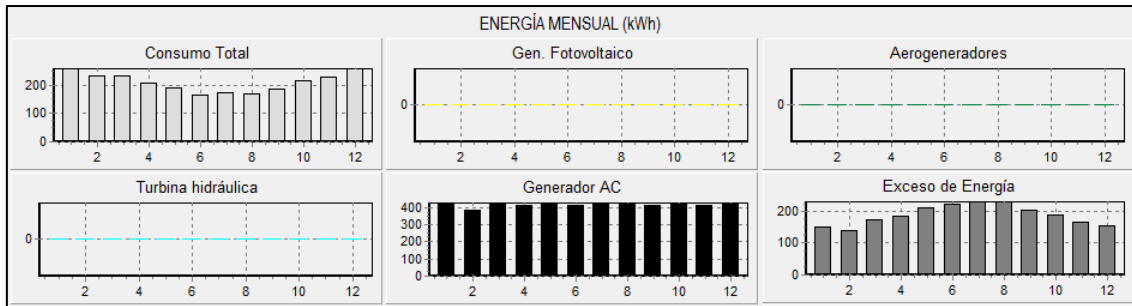 ENERGÍA MENSUAL (kWh)
Consumo Total
200
100
0
2 4 6 8 10 12
Gen. Fotovoltaico
0
2 4 6 8 10 12
Aerogeneradores
0
2 4 6 8 10 12
Turbina hidráulica
0
2 4 6 8 10 12
Generador AC
400
300
200
100
0
2 4 6 8 10 12
Exceso de Energía
200
100
0
2 4 6 8 10 12